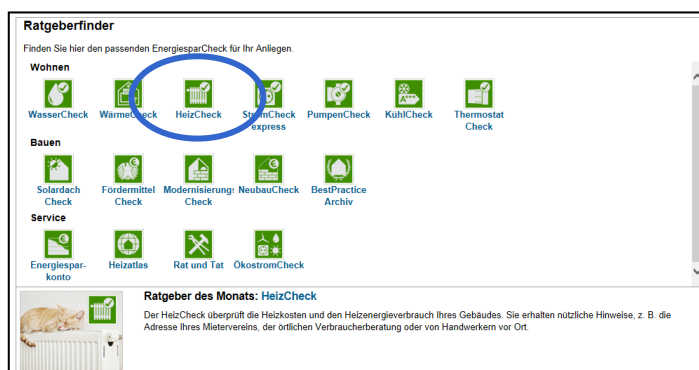 Ratgeberfinder
Finden Sie hier den passenden EnergiesparCheck für Ihr Anliegen.
Wohnen
WasserCheck WärmeCheck HeizCheck StromCheck express PumpenCheck KühlCheck Thermostat Check
Bauen
Solardach Check Fördermittel Check Modernisierungs Check NeubauCheck BestPractice Archiv
Service
Energiespar-konto Heizatlas Rat und Tat ÖkostromCheck
Ratgeber des Monats: HeizCheck
Der HeizCheck überprüft die Heizkosten und den Heizenergieverbrauch Ihres Gebäudes. Sie erhalten nützliche Hinweise, z. B. die
Adresse Ihres Mietervereins, der örtlichen Verbraucherberatung oder von Handwerkern vor Ort.